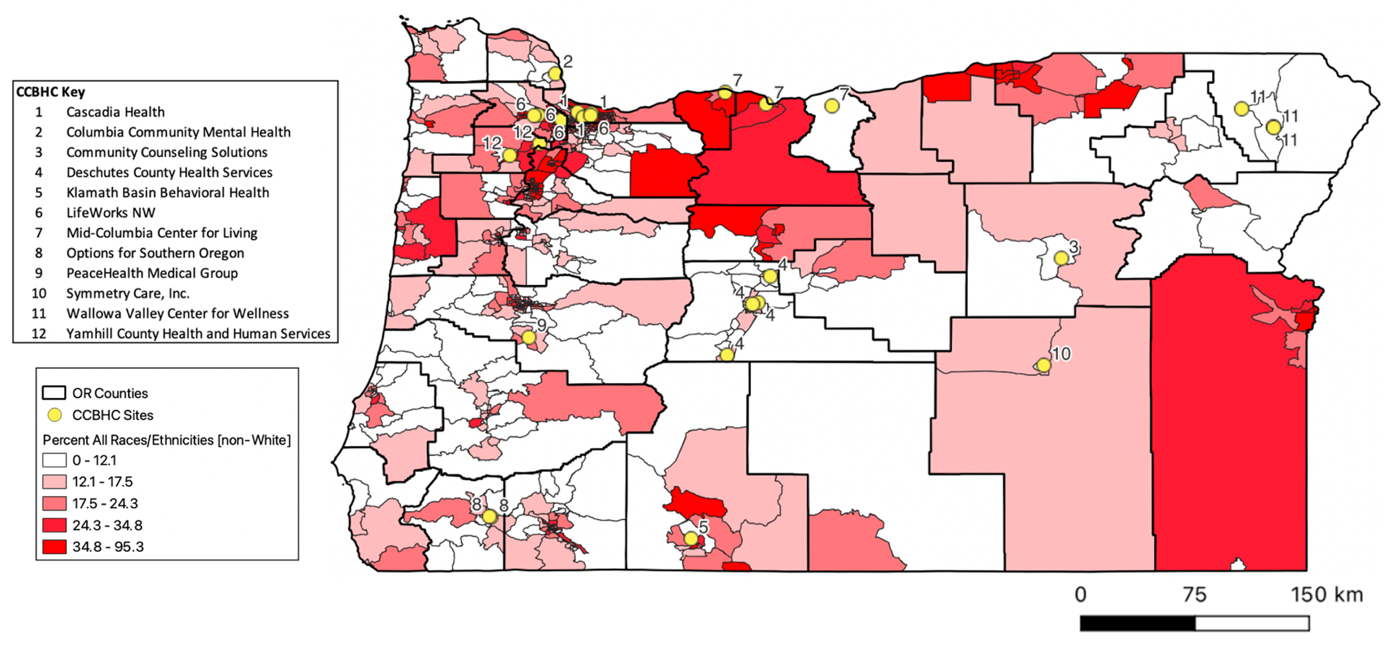 CCBHC Key
1 Cascadia Health
2 Columbia Community Mental Health
3 Community Counseling Solutions
4 Deschutes County Health Services
5 Klamath Basin Behavioral Health
6 LifeWorks NW
7 Mid-Columbia Center for Living
8 Options for Southern Oregon
9 PeaceHealth Medical Group
10 Symmetry Care, Inc.
11 Wallowa Valley Center for Wellness
12 Yamhill County Health and Human Services
OR Counties
CCBHC Sites
Percent All Races/Ethnicities [non-White]
0 - 12.1
12.1 - 17.5
17.5 - 24.3
24.3 - 34.8
34.8 - 95.3
2
7
7
7
6
1
1
6
12
6
1
6
12
11
11
11
3
4
4
4
4
9
10
8
8
5
0 75 150 km